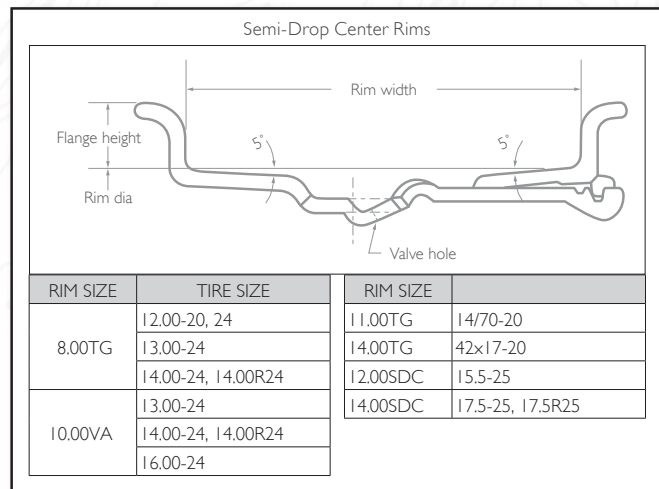 Semi-Drop Center Rims
Rim width
Flange height
5°
5°
Rim dia
Valve hole
RIM SIZE TIRE SIZE
8.00TG 12.00-20, 24
13.00-24
14.00-24, 14.00R24
10.00VA 13.00-24
14.00-24, 14.00R24
16.00-24
RIM SIZE
11.00TG 14/70-20
14.00TG 42x17-20
12.00SDC 15.5-25
14.00SDC 17.5-25, 17.5R25